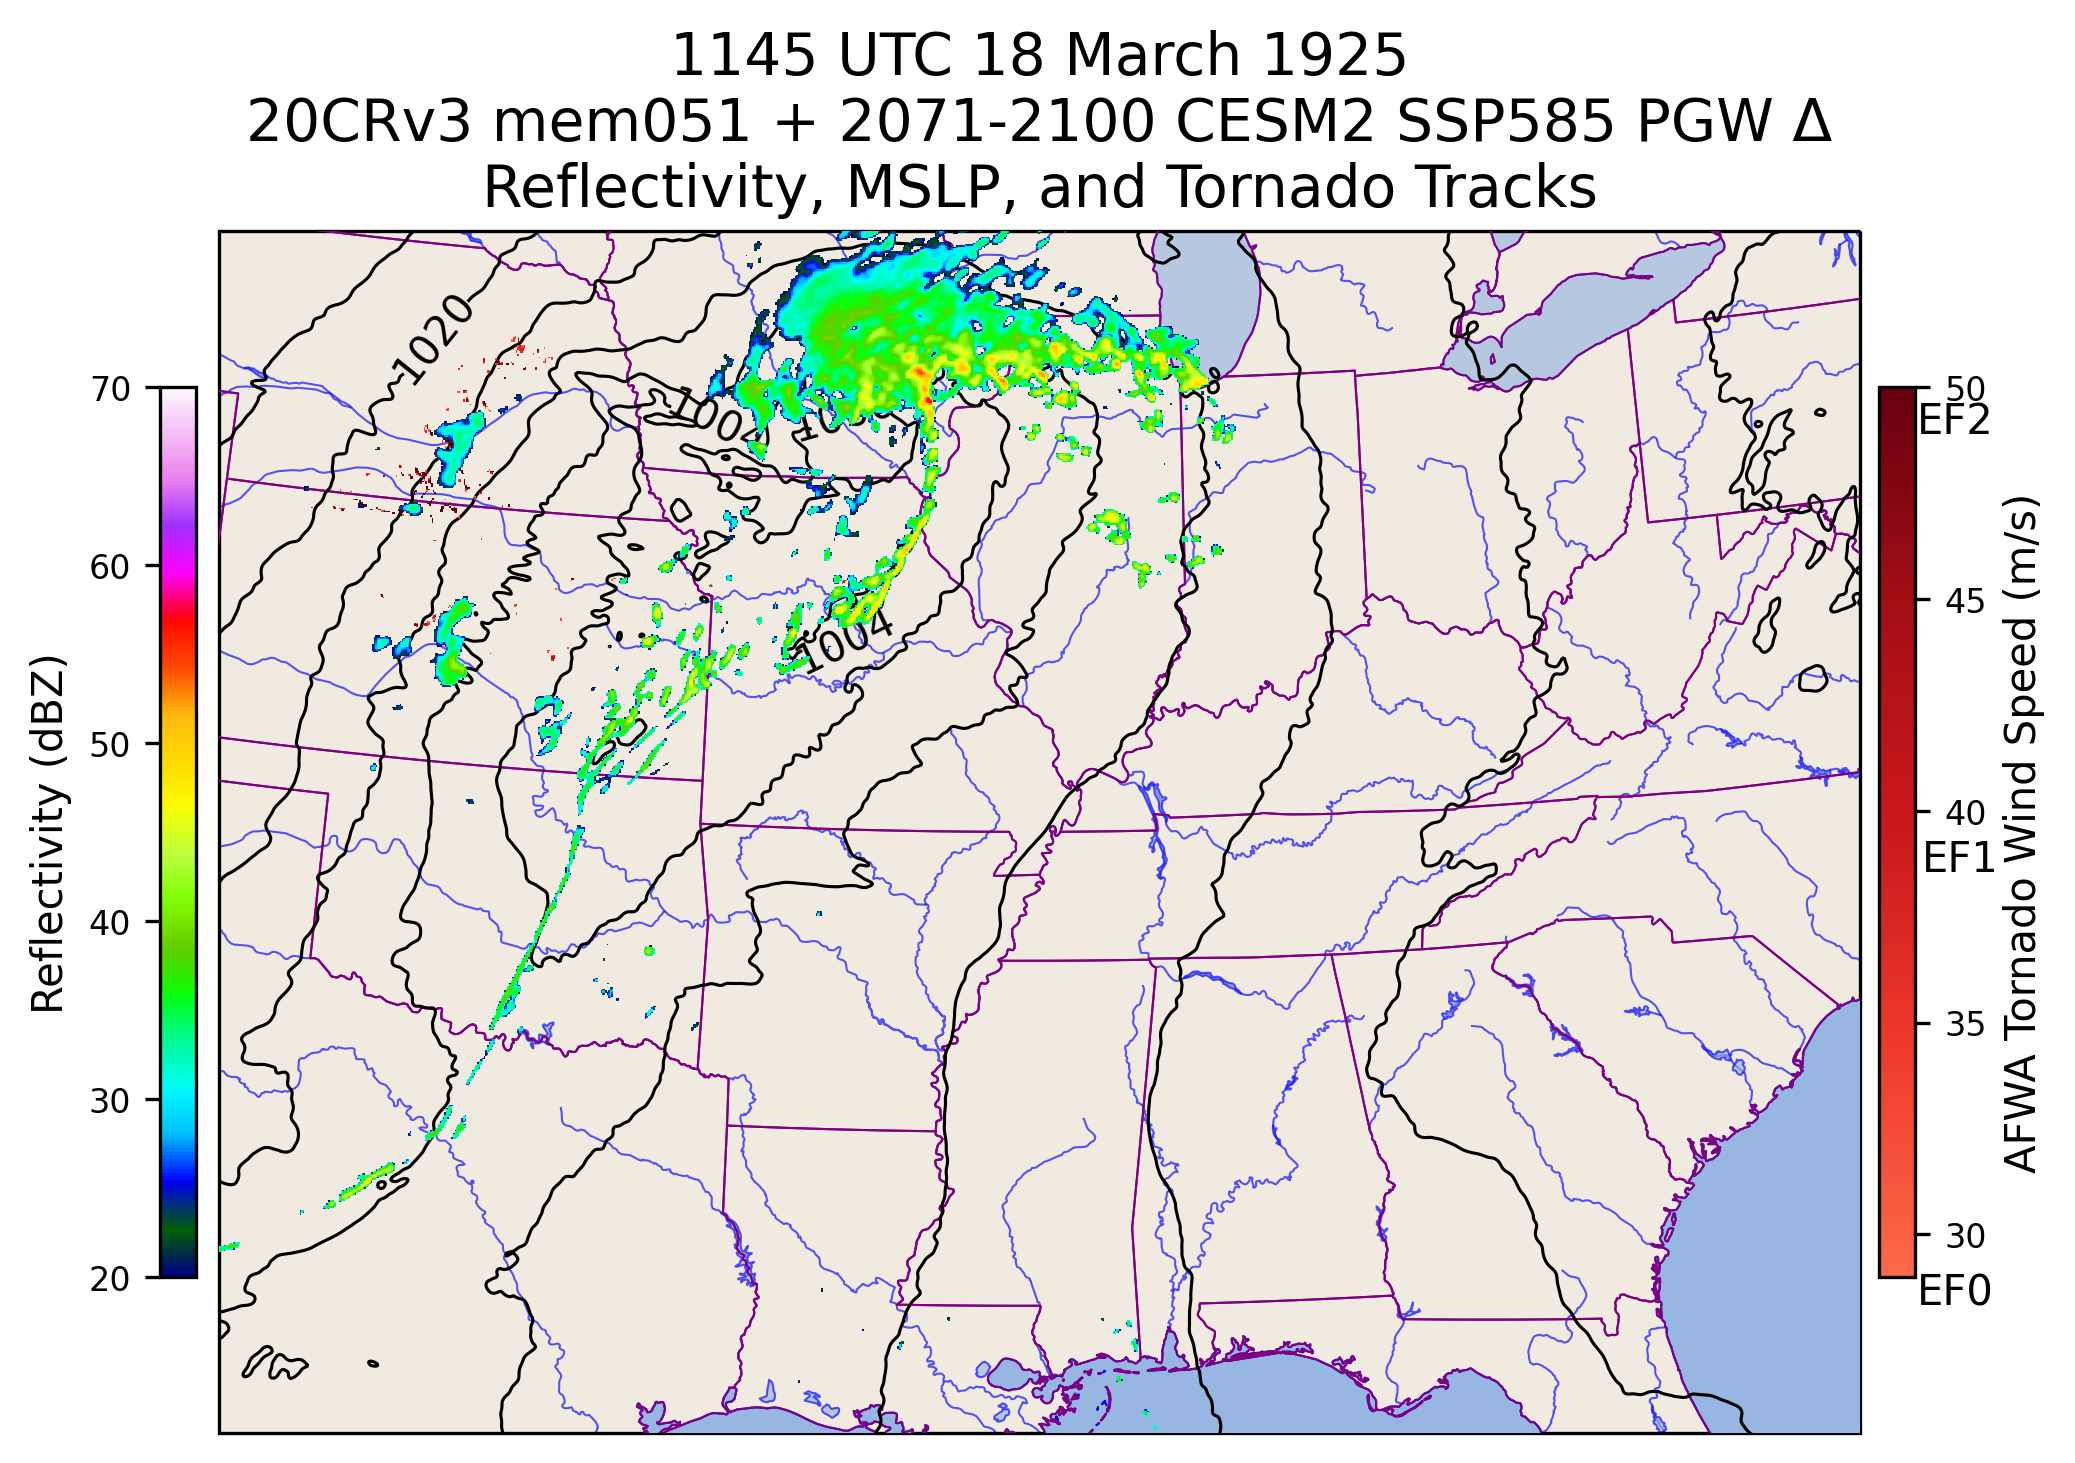 1145 UTC 18 March 1925
20CRv3 mem051 + 2071-2100 CESM2 SSP585 PGW Δ
Reflectivity, MSLP, and Tornado Tracks
Reflectivity (dBZ)
70
60
50
40
30
20
1020
1004
1004
50
EF2
45
40
EF1
35
30
EF0
AFWA Tornado Wind Speed (m/s)